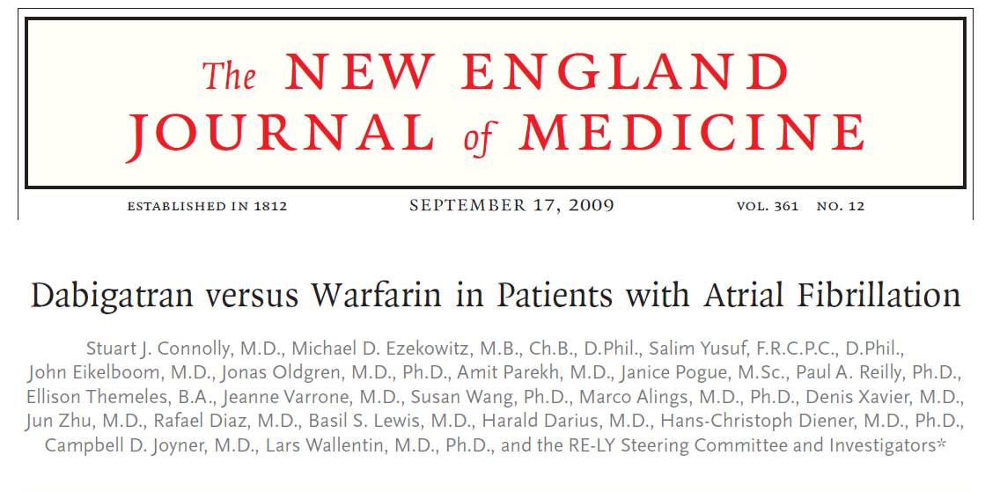 The NEW ENGLAND
JOURNAL of MEDICINE
ESTABLISHED IN 1812 SEPTEMBER 17, 2009 VOL. 361 NO. 12
Dabigatran versus Warfarin in Patients with Atrial Fibrillation
Stuart J. Connolly, M.D., Michael D. Ezekowitz, M.B., Ch.B., D.Phil., Salim Yusuf, F.R.C.P.C., D.Phil.,
John Eikelboom, M.D., Jonas Oldgren, M.D., Ph.D., Amit Parekh, M.D., Janice Pogue, M.Sc., Paul A. Reilly, Ph.D.,
Ellison Themeles, B.A., Jeanne Varrone, M.D., Susan Wang, Ph.D., Marco Alings, M.D., Ph.D., Denis Xavier, M.D.,
Jun Zhu, M.D., Rafael Diaz, M.D., Basil S. Lewis, M.D., Harald Darius, M.D., Hans-Christoph Diener, M.D., Ph.D.,
Campbell D. Joyner, M.D., Lars Wallentin, M.D., Ph.D., and the RE-LY Steering Committee and Investigators*